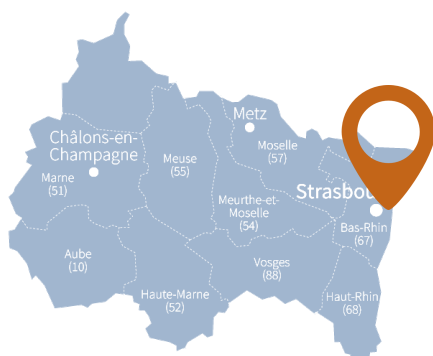 Metz
Châlons-en-
Champagne
Moselle
(57)
Meuse
(55)
Marne
(51)
Strasbou
Meurthe-et-
Moselle
(54)
Bas-Rhin
(67)
Aube
(10)
Vosges
(88)
Haute-Marne
(52)
Haut-Rhin
(68)